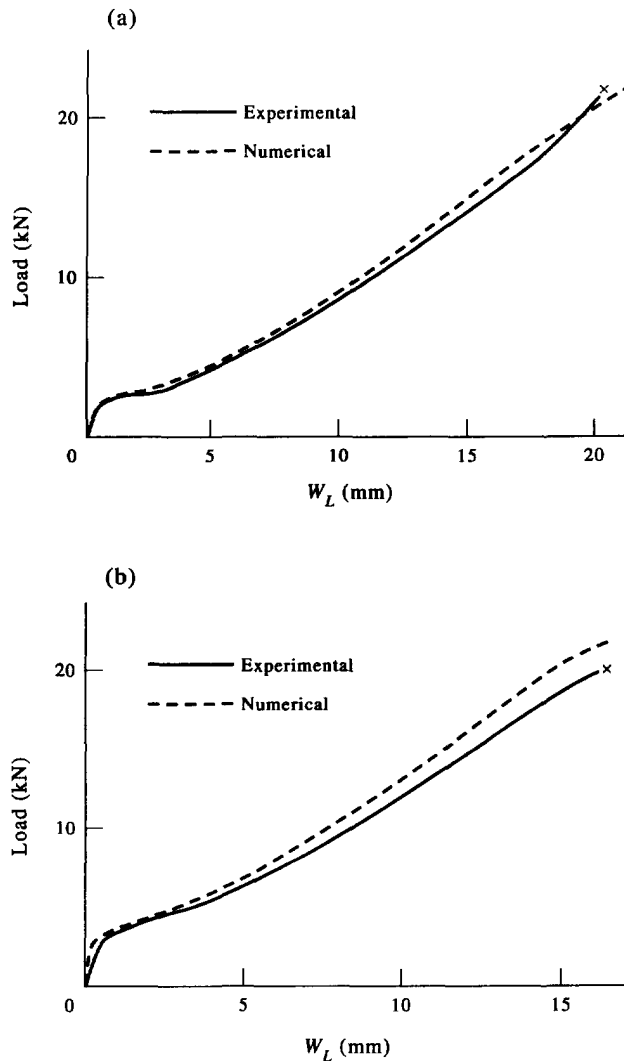 (a)
20
Experimental
Numerical
Load (kN)
10
0
5
10
15
20
W_L (mm)
(b)
20
Experimental
Numerical
Load (kN)
10
0
5
10
15
W_L (mm)